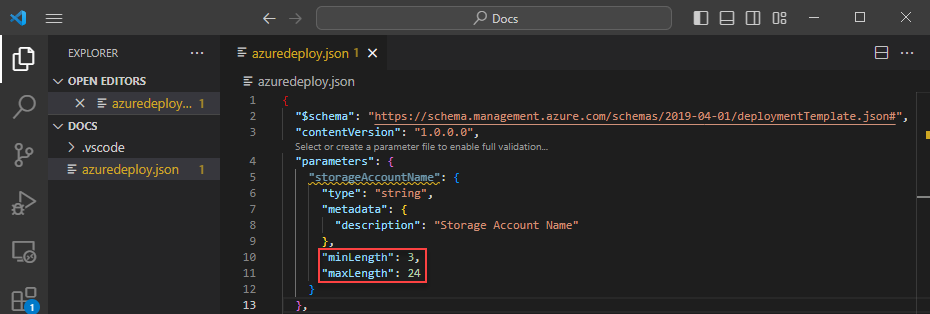 Docs
EXPLORER
OPEN EDITORS
azuredeploy... 1
DOCS
.vscode
azuredeploy.json 1
1
azuredeploy.json 1
azuredeploy.json
1 {
2 "$schema": "https://schema.management.azure.com/schemas/2019-04-01/deploymentTemplate.json#",
3 "contentVersion": "1.0.0.0",
Select or create a parameter file to enable full validation...
4 "parameters": {
5 "storageAccountName": {
6 "type": "string",
7 "metadata": {
8 "description": "Storage Account Name"
9 },
10 "minLength": 3,
11 "maxLength": 24
12 }
13 },